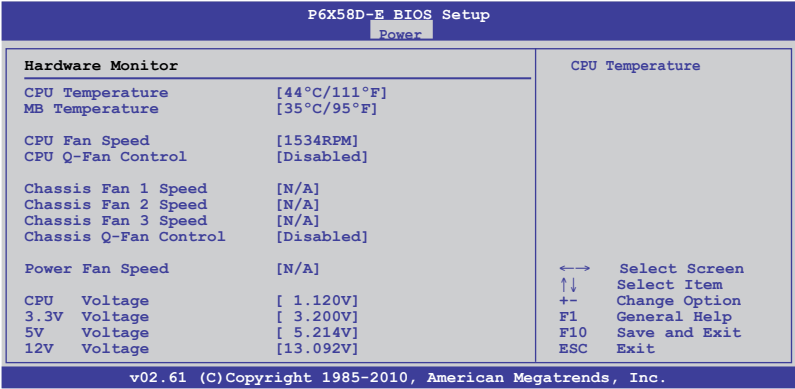 P6X58D-E BIOS Setup
Power
Hardware Monitor
CPU Temperature [44°C/111°F]
MB Temperature [35°C/95°F]
CPU Fan Speed [1534RPM]
CPU Q-Fan Control [Disabled]
Chassis Fan 1 Speed [N/A]
Chassis Fan 2 Speed [N/A]
Chassis Fan 3 Speed [N/A]
Chassis Q-Fan Control [Disabled]
Power Fan Speed [N/A]
CPU Voltage [ 1.120V]
3.3V Voltage [ 3.200V]
5V Voltage [ 5.214V]
12V Voltage [13.092V]
CPU Temperature
←→ Select Screen
↑↓ Select Item
+- Change Option
F1 General Help
F10 Save and Exit
ESC Exit
v02.61 (C)Copyright 1985-2010, American Megatrends, Inc.